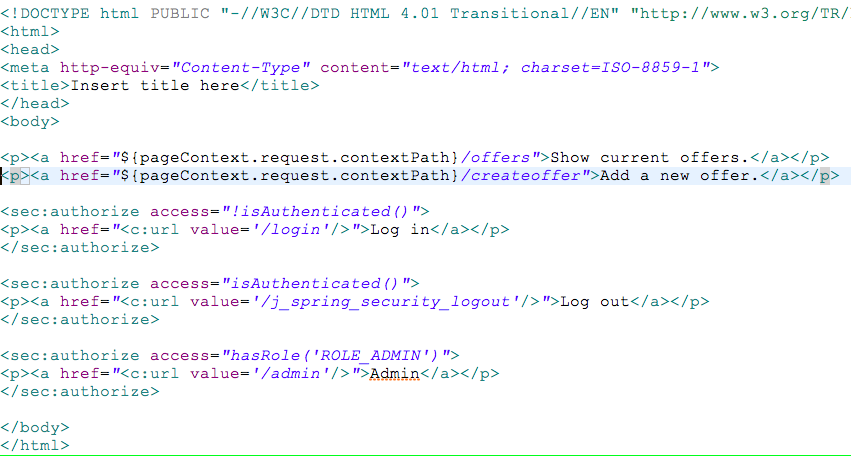 <!DOCTYPE html PUBLIC "-//W3C//DTD HTML 4.01 Transitional//EN" "http://www.w3.org/TR/
<html>
<head>
<meta http-equiv="Content-Type" content="text/html; charset=ISO-8859-1">
<title>Insert title here</title>
</head>
<body>
<p><a href="${pageContext.request.contextPath}/offers">Show current offers.</a></p>
<p><a href="${pageContext.request.contextPath}/createoffer">Add a new offer.</a></p>
<sec:authorize access="!isAuthenticated()">
<p><a href="<c:url value='/login'/>">Log in</a></p>
</sec:authorize>
<sec:authorize access="isAuthenticated()">
<p><a href="<c:url value='/j_spring_security_logout'/>">Log out</a></p>
</sec:authorize>
<sec:authorize access="hasRole('ROLE_ADMIN')">
<p><a href="<c:url value='/admin'/>">Admin</a></p>
</sec:authorize>
</body>
</html>